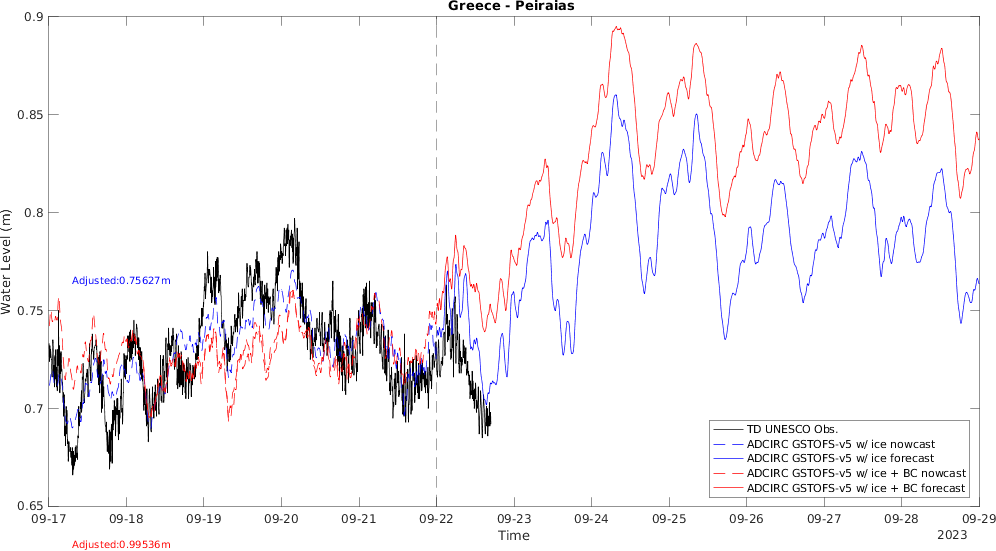 Greece - Peiraias
0.9
0.85
0.8
0.75
0.7
0.65
Water Level (m)
Adjusted:0.75627m
Adjusted:0.99536m
TD UNESCO Obs.
ADCIRC GSTOFS-v5 w/ ice nowcast
ADCIRC GSTOFS-v5 w/ ice forecast
ADCIRC GSTOFS-v5 w/ ice + BC nowcast
ADCIRC GSTOFS-v5 w/ ice + BC forecast
09-17 09-18 09-19 09-20 09-21 09-22 09-23 09-24 09-25 09-26 09-27 09-28 09-29
Time
2023